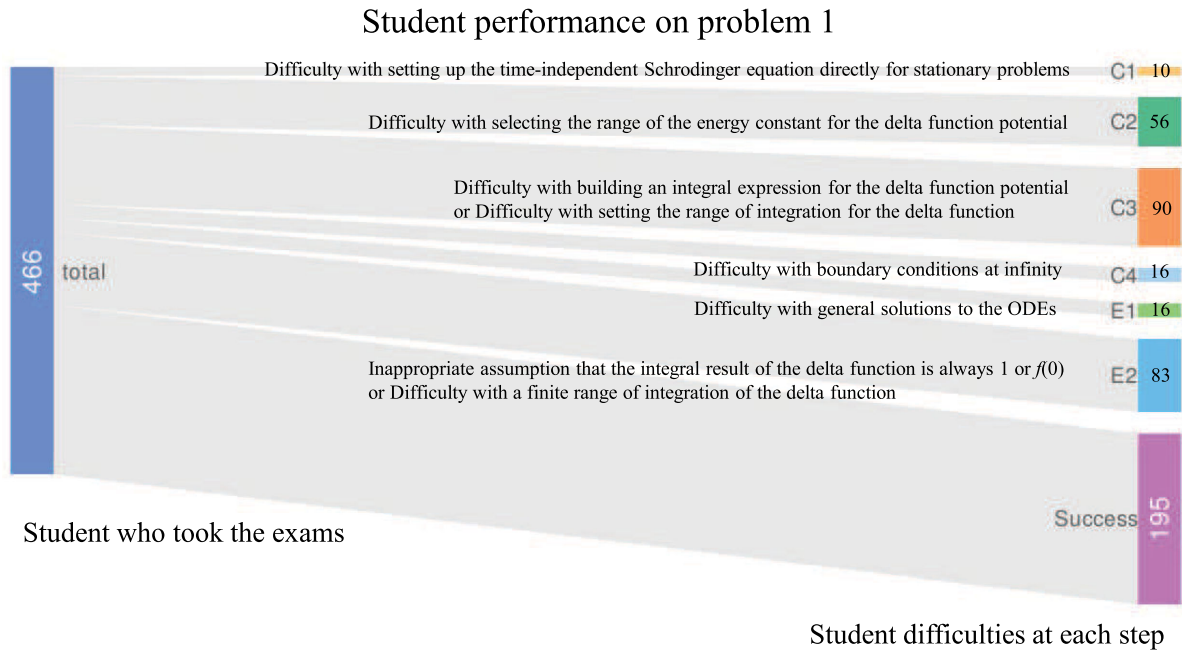 Student performance on problem 1
Difficulty with setting up the time-independent Schrodinger equation directly for stationary problems C1 10
Difficulty with selecting the range of the energy constant for the delta function potential C2 56
Difficulty with building an integral expression for the delta function potential
or Difficulty with setting the range of integration for the delta function
C3 90
466 total
Difficulty with boundary conditions at infinity C4 16
Difficulty with general solutions to the ODEs E1 16
Inappropriate assumption that the integral result of the delta function is always 1 or f(0)
or Difficulty with a finite range of integration of the delta function
E2 83
Success 195
Student who took the exams
Student difficulties at each step